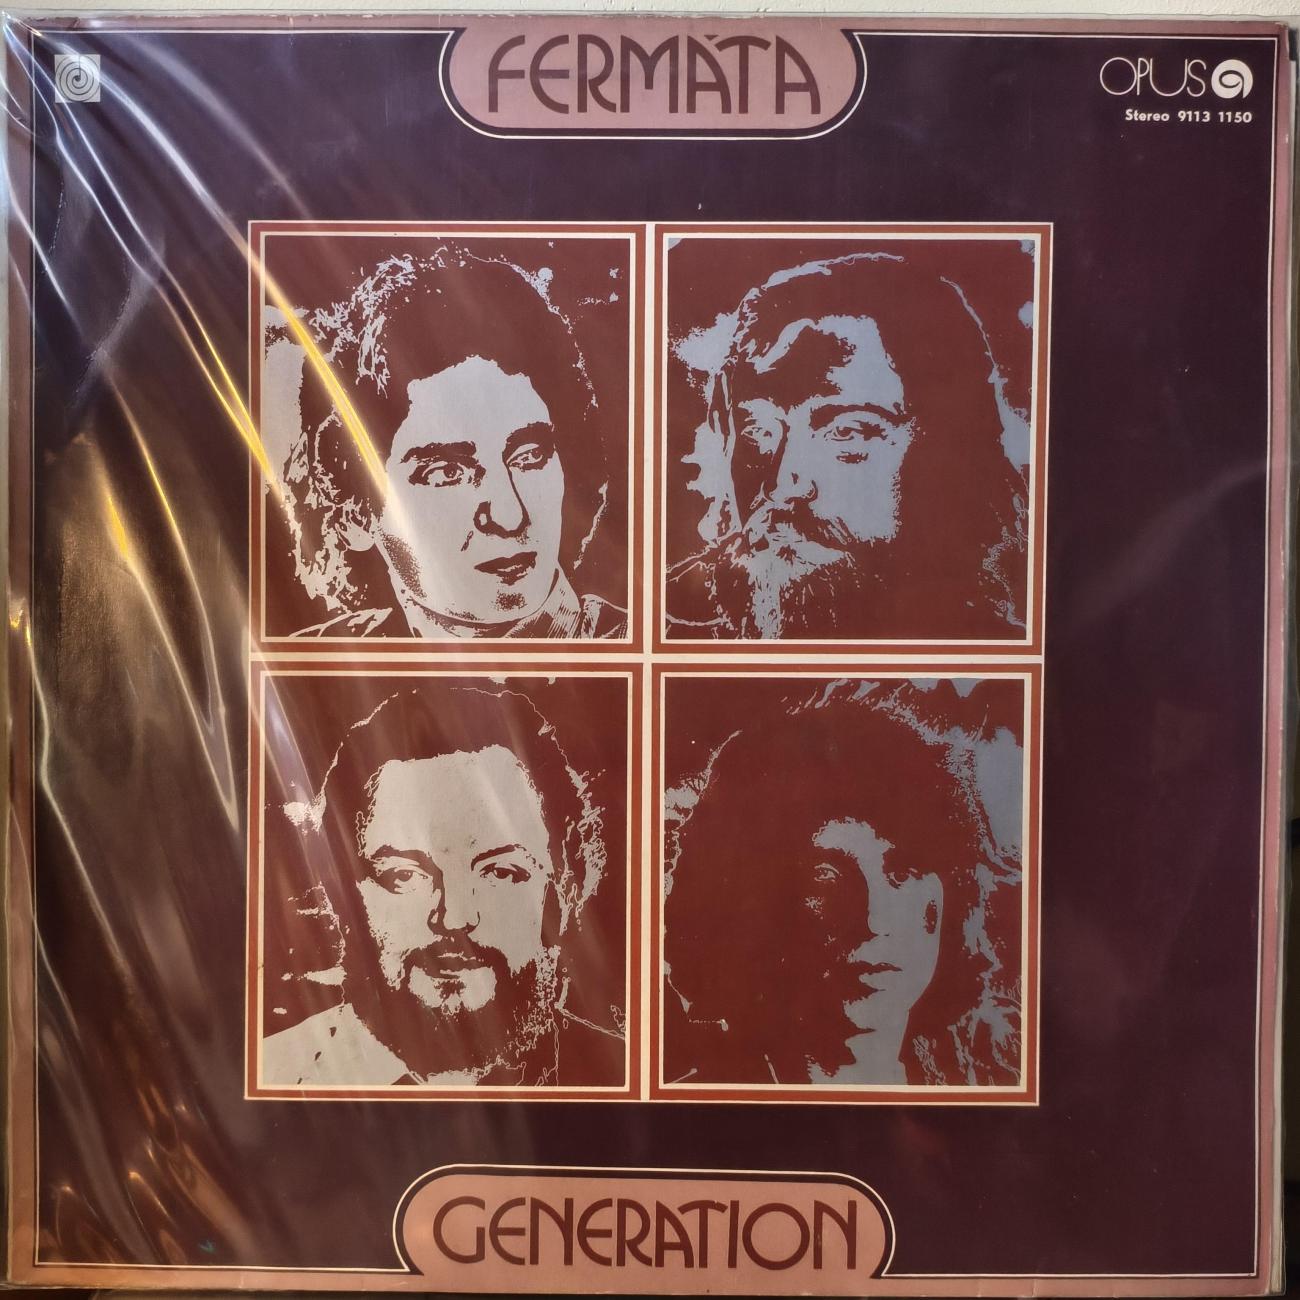 FERMÁTA
OPUS
Stereo 9113 1150
GENERATION